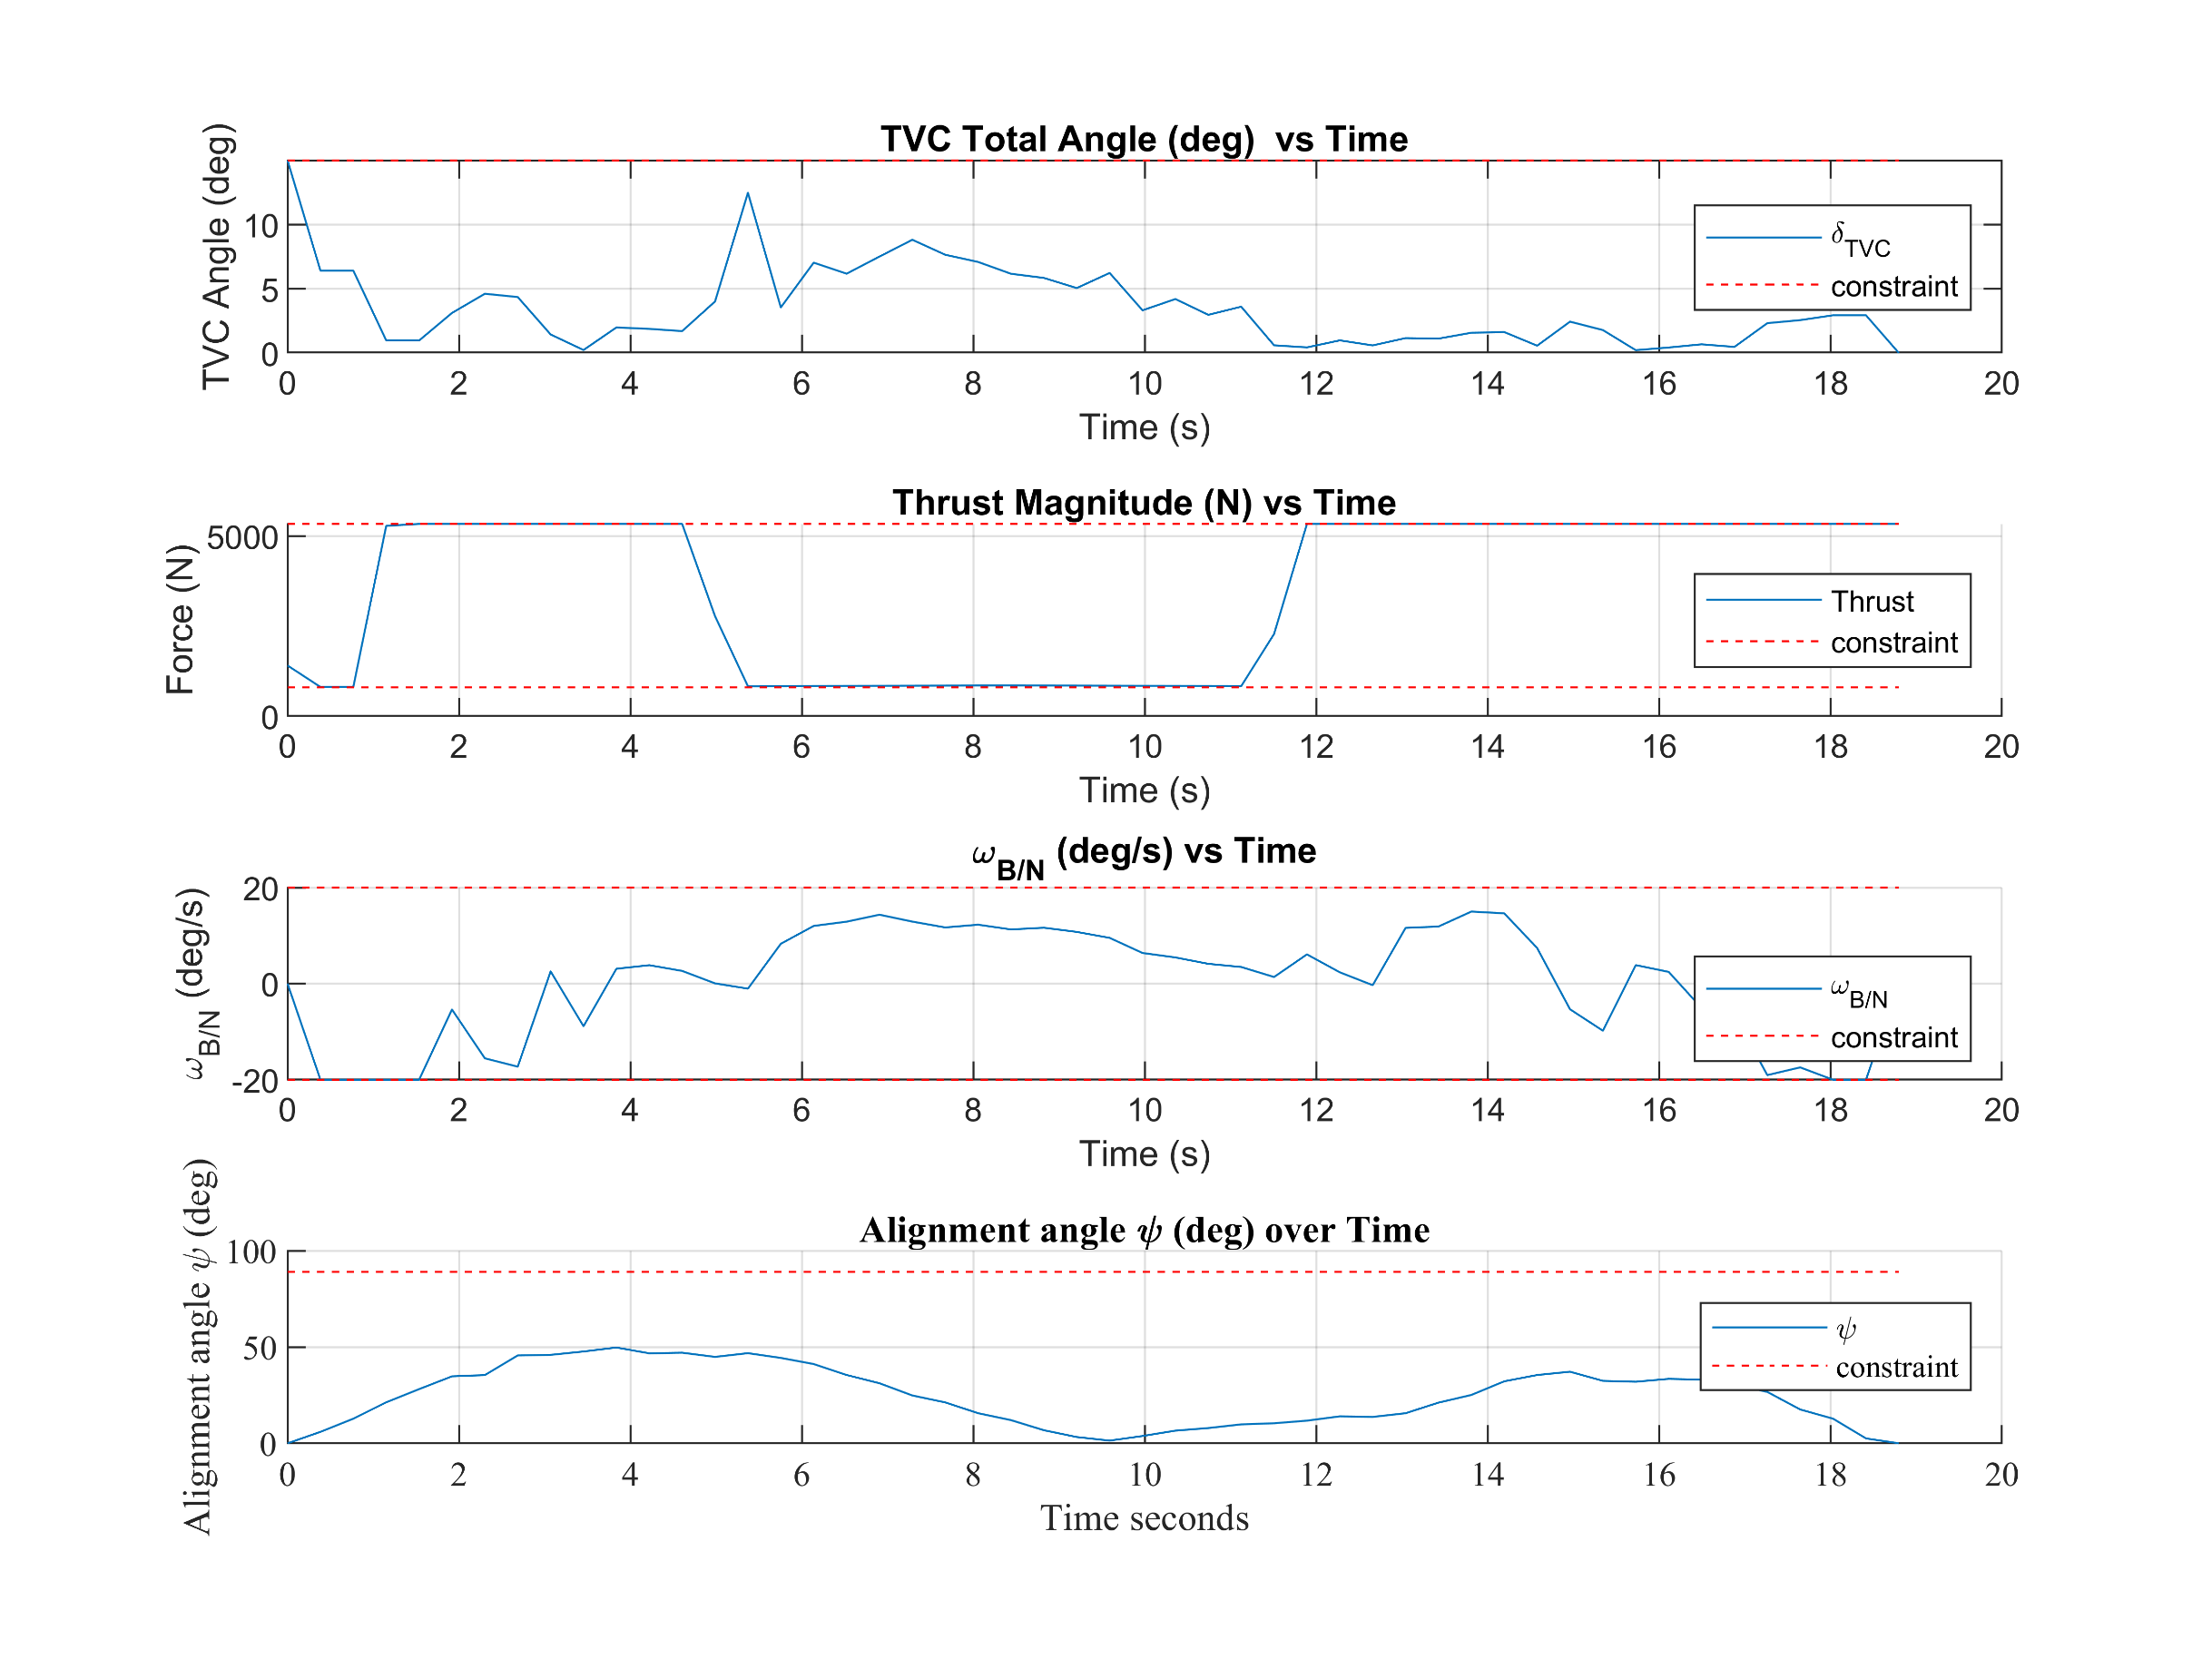 TVC Total Angle (deg)  vs Time
TVC Angle (deg)
10
5
0
0 2 4 6 8 10 12 14 16 18 20
Time (s)
δTVC
constraint
Thrust Magnitude (N) vs Time
Force (N)
5000
0
0 2 4 6 8 10 12 14 16 18 20
Time (s)
Thrust
constraint
ωB/N (deg/s) vs Time
ωB/N (deg/s)
20
0
-20
0 2 4 6 8 10 12 14 16 18 20
Time (s)
ωB/N
constraint
Alignment angle ψ (deg) over Time
Alignment angle ψ (deg)
100
50
0
0 2 4 6 8 10 12 14 16 18 20
Time seconds
ψ
constraint